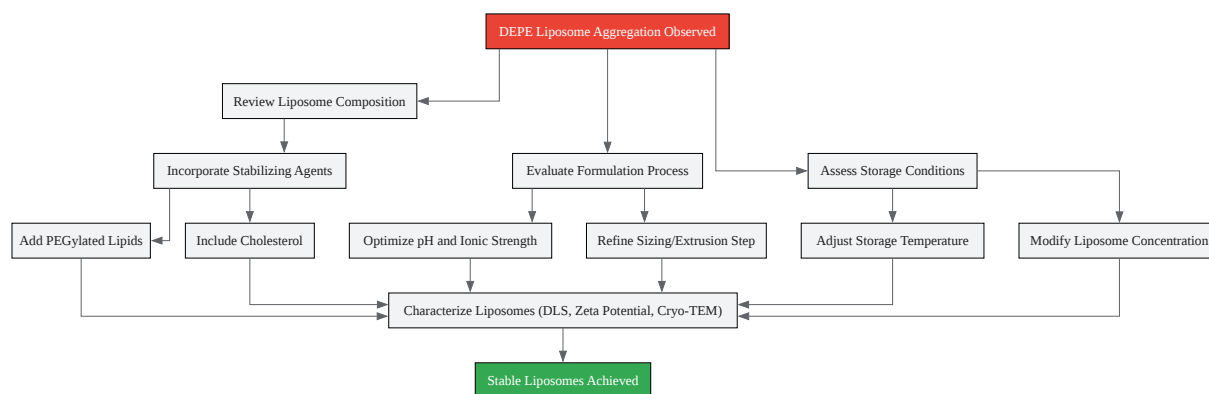 DEPE Liposome Aggregation Observed
Review Liposome Composition
Incorporate Stabilizing Agents
Evaluate Formulation Process
Assess Storage Conditions
Add PEGylated Lipids
Include Cholesterol
Optimize pH and Ionic Strength
Refine Sizing/Extrusion Step
Adjust Storage Temperature
Modify Liposome Concentration
Characterize Liposomes (DLS, Zeta Potential, Cryo-TEM)
Stable Liposomes Achieved